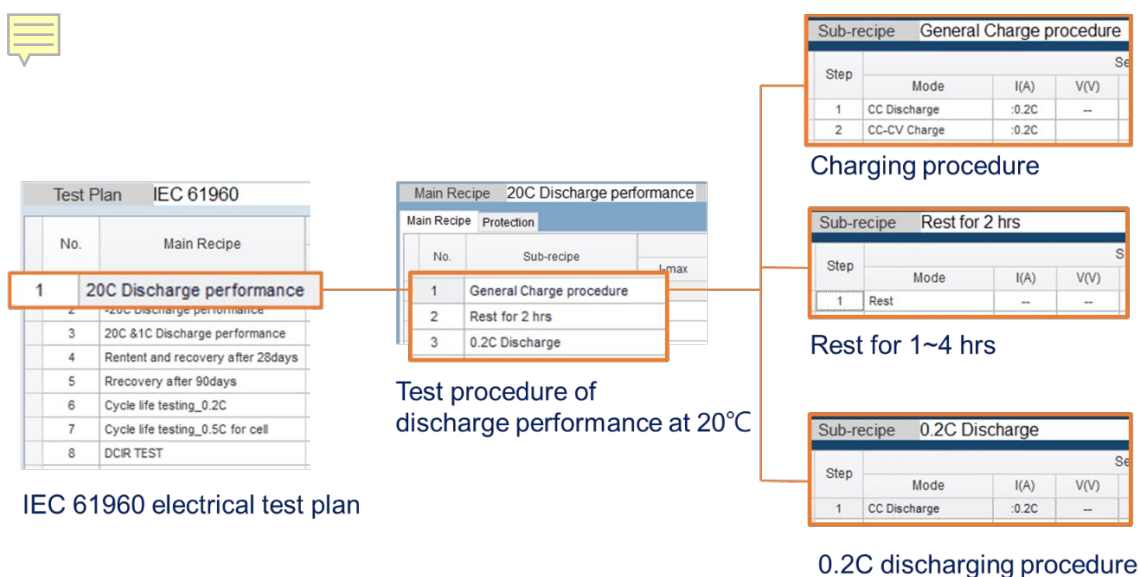 Test Plan IEC 61960
No. Main Recipe
1 20C Discharge performance
2 -20C Discharge performance
3 20C &1C Discharge performance
4 Rentent and recovery after 28days
5 Rrecovery after 90days
6 Cycle life testing_0.2C
7 Cycle life testing_0.5C for cell
8 DCIR TEST
IEC 61960 electrical test plan
Main Recipe 20C Discharge performance
Main Recipe Protection
No. Sub-recipe I-max
1 General Charge procedure
2 Rest for 2 hrs
3 0.2C Discharge
Test procedure of
discharge performance at 20℃
Sub-recipe General Charge procedure
Se
Step Mode I(A) V(V)
1 CC Discharge :0.2C --
2 CC-CV Charge :0.2C
Charging procedure
Sub-recipe Rest for 2 hrs
S
Step Mode I(A) V(V)
1 Rest -- --
Rest for 1~4 hrs
Sub-recipe 0.2C Discharge
Se
Step Mode I(A) V(V)
1 CC Discharge :0.2C --
0.2C discharging procedure